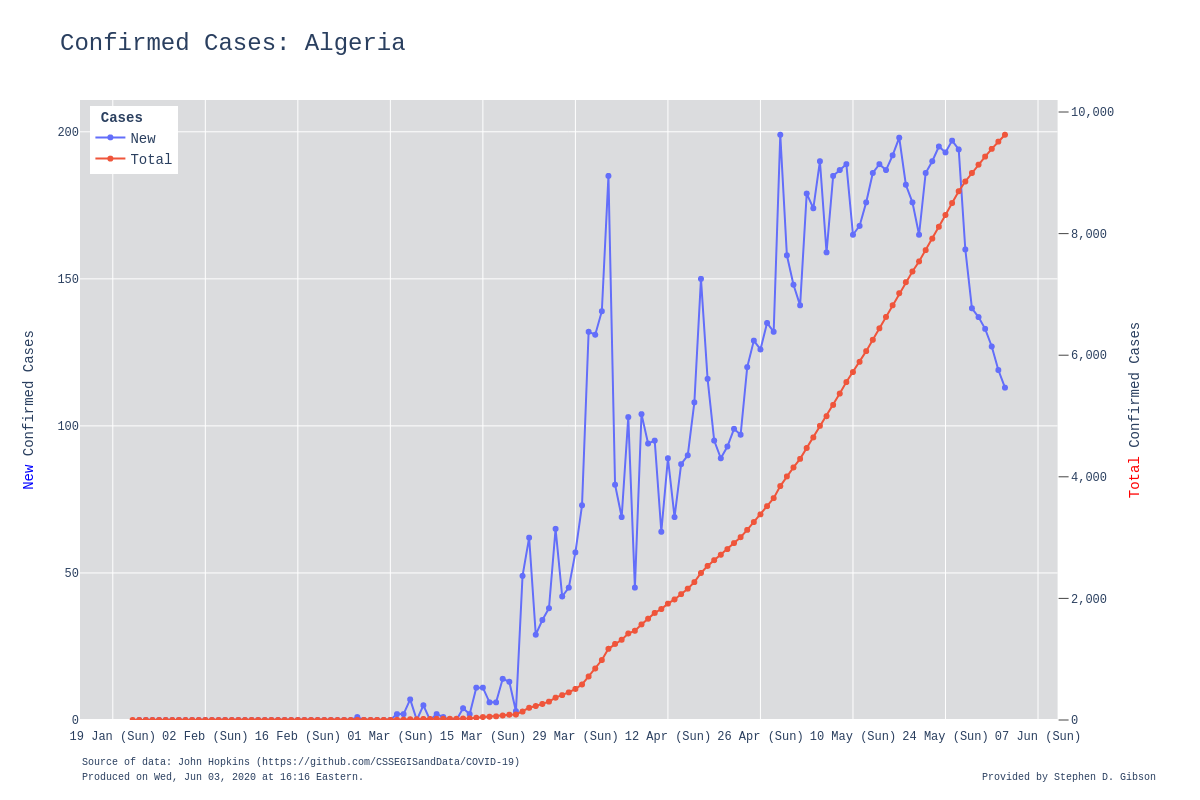 Confirmed Cases: Algeria
Cases
New
Total
200
150
100
50
0
10,000
8,000
6,000
4,000
2,000
0
New Confirmed Cases
Total Confirmed Cases
19 Jan (Sun) 02 Feb (Sun) 16 Feb (Sun) 01 Mar (Sun) 15 Mar (Sun) 29 Mar (Sun) 12 Apr (Sun) 26 Apr (Sun) 10 May (Sun) 24 May (Sun) 07 Jun (Sun)
Source of data: John Hopkins (https://github.com/CSSEGISandData/COVID-19)
Produced on Wed, Jun 03, 2020 at 16:16 Eastern.
Provided by Stephen D. Gibson